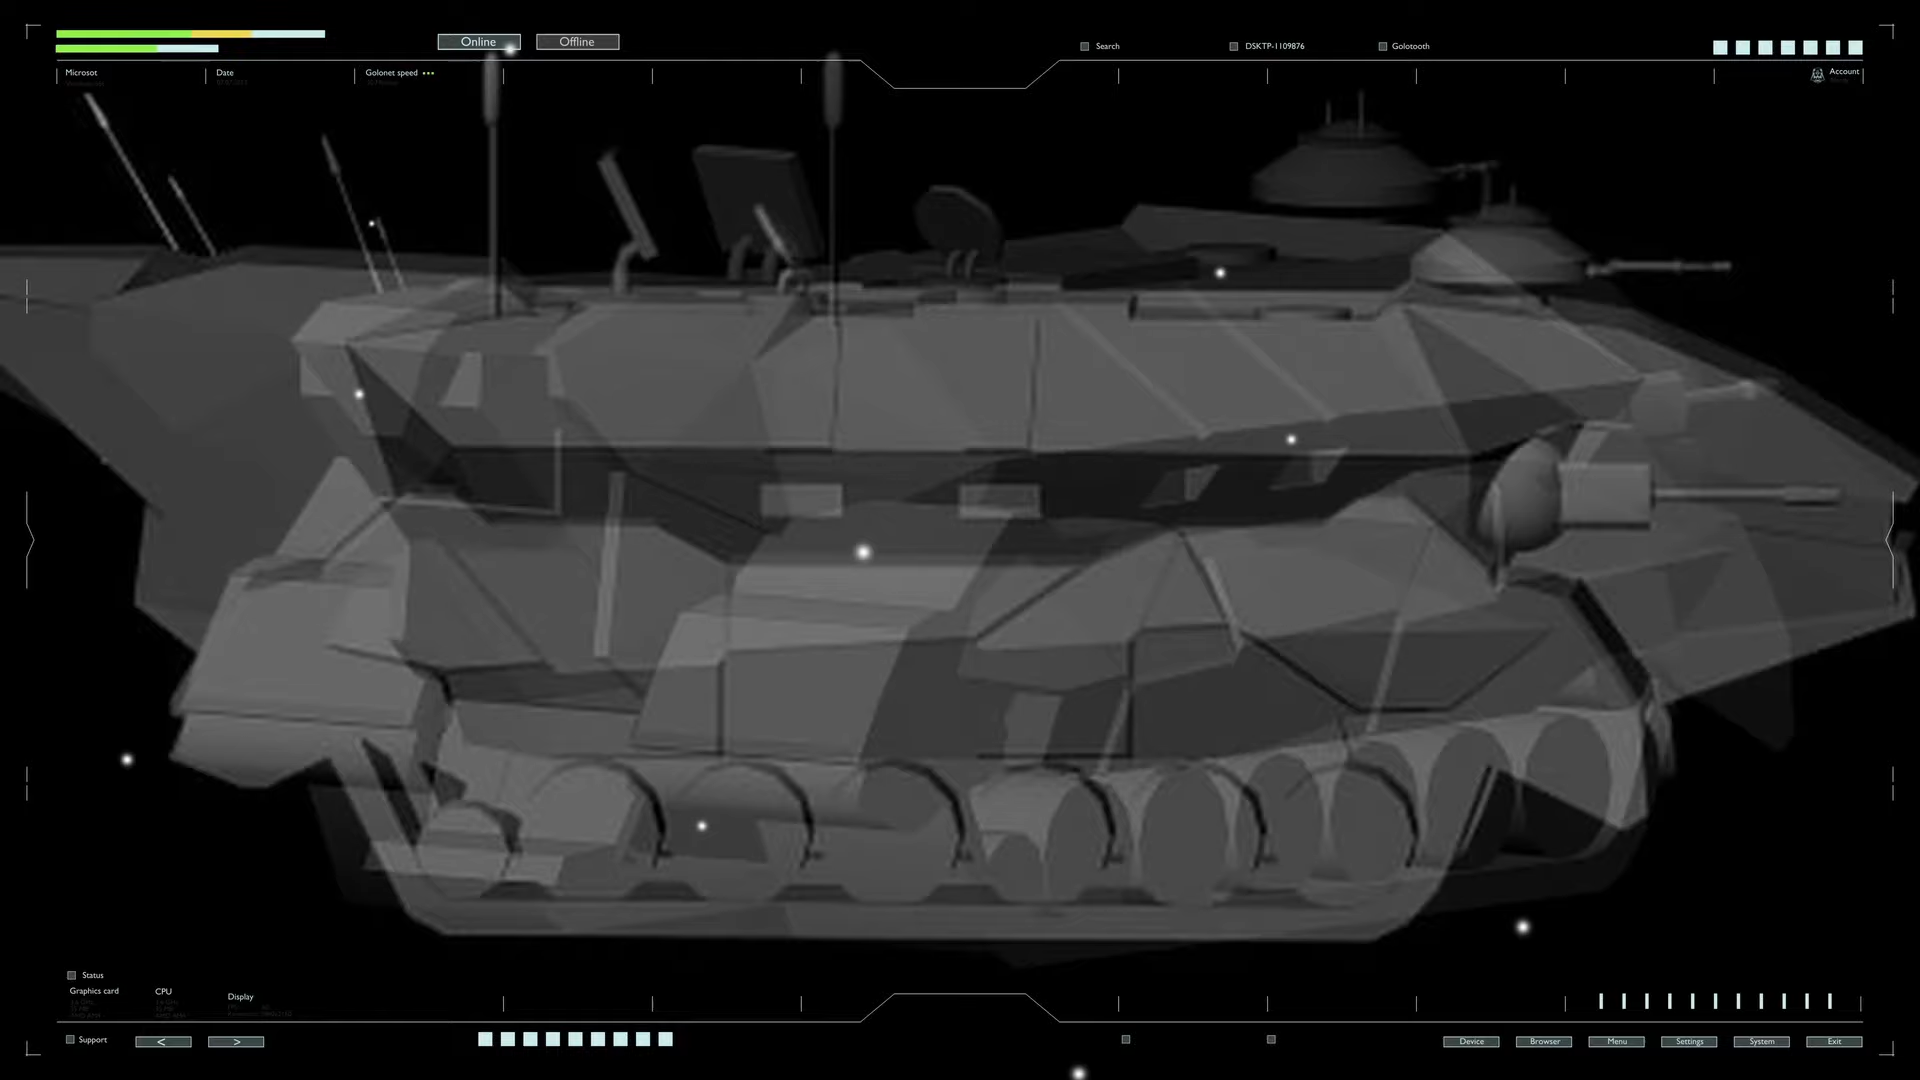 Online
Offline
Search
DSKTP-1109876
Golotooth
Microsot
Date
Golonet speed
Account
Status
Graphics card
CPU
Display
Support
<
>
Device
Browser
Menu
Settings
System
Exit